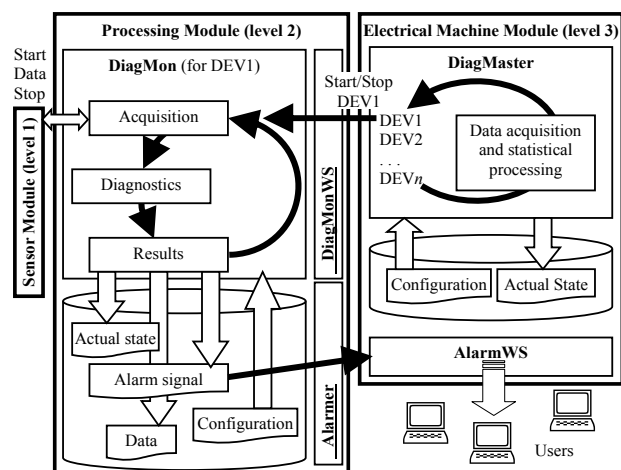 Processing Module (level 2)
Electrical Machine Module (level 3)
Start
Data
Stop
Sensor Module (level 1)
DiagMon (for DEV1)
Acquisition
Diagnostics
Results
DiagMonWS
Start/Stop
DEV1
DiagMaster
DEV1
DEV2
. . .
DEVn
Data acquisition
and statistical
processing
Configuration
Actual State
Actual state
Alarm signal
Data
Configuration
Alarmer
AlarmWS
Users